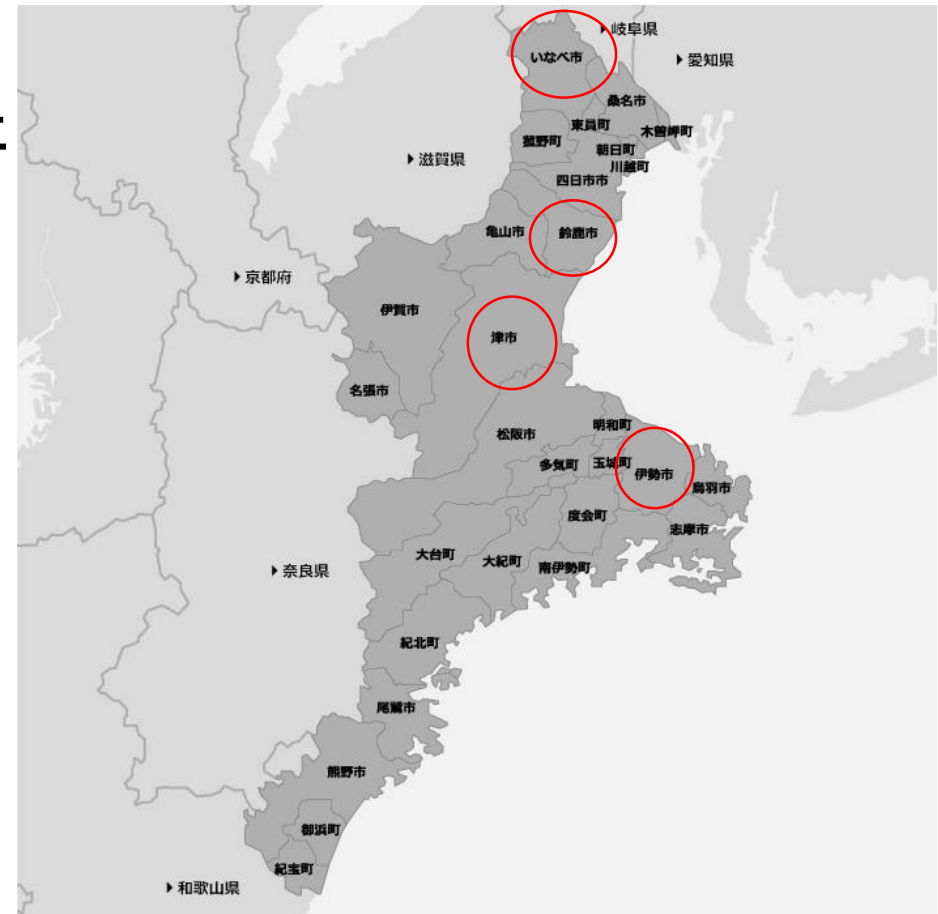 ▶岐阜県
いなべ市
▶愛知県
桑名市
東員町
木曽岬町
菰野町
朝日町
▶滋賀県
川越町
四日市市
亀山市
鈴鹿市
▶京都府
伊賀市
津市
名張市
明和町
松阪市
多気町
玉城町
伊勢市
鳥羽市
度会町
志摩市
大台町
大紀町
南伊勢町
▶奈良県
紀北町
尾鷲市
熊野市
御浜町
紀宝町
▶和歌山県